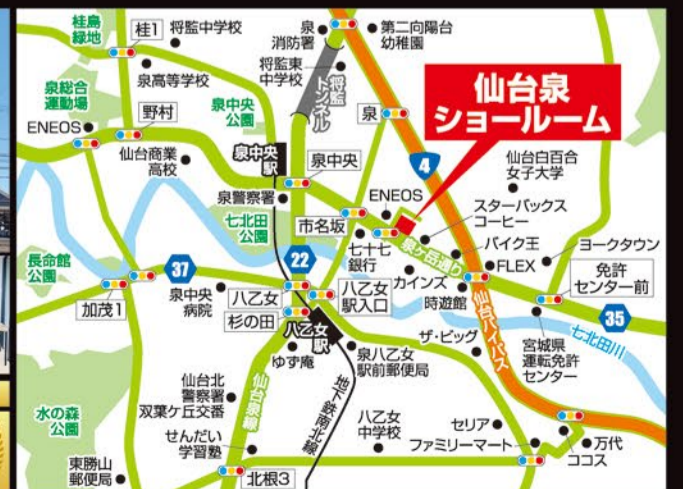 桂島
緑地
桂1
将監中学校
泉高等学校
泉
消防署
将監東
中学校
将監
トンネル
第二向陽台
幼稚園
泉
仙台泉
ショールーム
泉総合
運動場
ENEOS
野村
仙台商業
高校
泉中央
公園
泉中央
駅
泉中央
泉警察署
七北田
公園
市名坂
ENEOS
4
仙台白百合
女子大学
スターバックス
コーヒー
バイク王
ヨークタウン
FLEX
泉ヶ岳通り
七十七
銀行
カインズ
時遊館
免許
センター前
35
長命館
公園
37
加茂1
泉中央
病院
22
八乙女
八乙女
駅入口
杉の田
八乙女
駅
ゆず庵
泉八乙女
駅前郵便局
ザ・ビッグ
仙台バイパス
宮城県
運転免許
センター
七北田川
仙台北
警察署
双葉ケ丘交番
仙台泉線
地下鉄南北線
八乙女
中学校
セリア
ファミリーマート
万代
ココス
水の森
公園
せんだい
学習塾
東勝山
郵便局
北根3